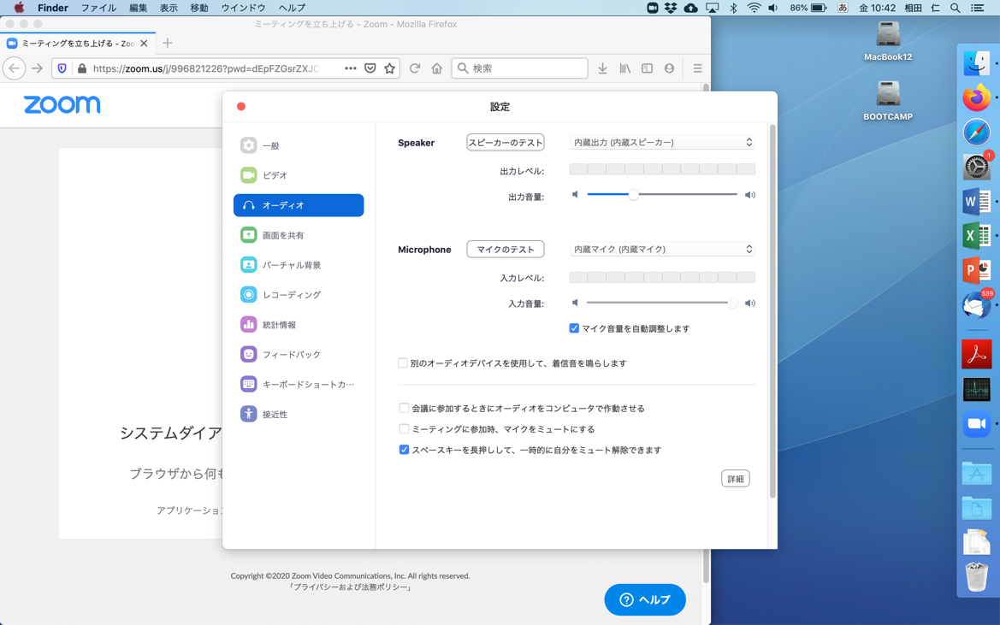 Finder ファイル 編集 表示 移動 ウインドウ ヘルプ
86% あ 金 10:42 相田 仁
ミーティングを立ち上げる - Zoom - Mozilla Firefox
ミーティングを立ち上げる - Zoo
https://zoom.us/j/996821226?pwd=dEpFZGsrZXJC
検索
zoom
システムダイア
ブラウザから何も
アプリケーショ
設定
一般
ビデオ
オーディオ
画面を共有
バーチャル背景
レコーディング
統計情報
フィードバック
キーボードショートカ…
接近性
Speaker
スピーカーのテスト
内蔵出力 (内蔵スピーカー)
出力レベル:
出力音量:
Microphone
マイクのテスト
内蔵マイク (内蔵マイク)
入力レベル:
入力音量:
マイク音量を自動調整します
別のオーディオデバイスを使用して、着信音を鳴らします
会議に参加するときにオーディオをコンピュータで作動させる
ミーティングに参加時、マイクをミュートにする
スペースキーを長押しして、一時的に自分をミュート解除できます
詳細
Copyright ©2020 Zoom Video Communications, Inc. All rights reserved.
「プライバシーおよび法務ポリシー」
ヘルプ
MacBook12
BOOTCAMP
1
W
X
P
539